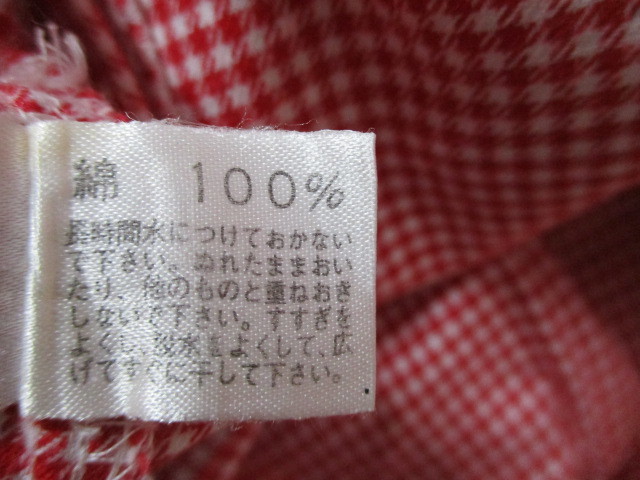 綿 100%
長時間水につけておかない
で下さい。ぬれたままおい
たり、他のものと重ねおき
しないで下さい。すすぎを
よくし、脱水もよくして、広
げてすぐに干して下さい。